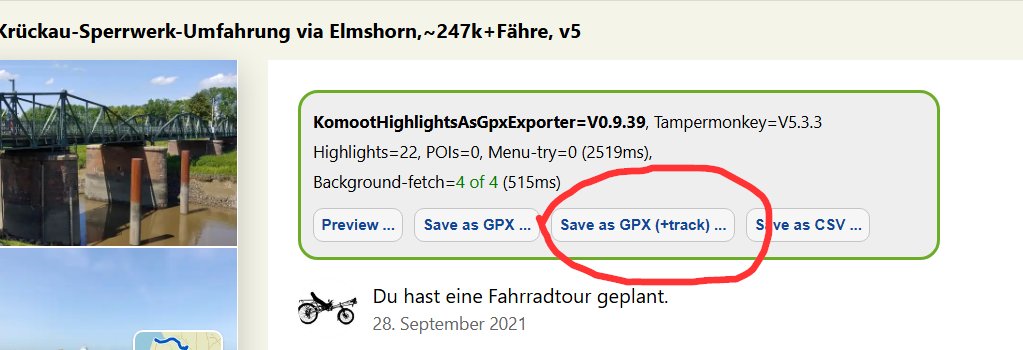 Krückau-Sperrwerk-Umfahrung via Elmshorn,~247k+Fähre, v5
KomootHighlightsAsGpxExporter=V0.9.39, Tampermonkey=V5.3.3
Highlights=22, POIs=0, Menu-try=0 (2519ms),
Background-fetch=4 of 4 (515ms)
Preview ... Save as GPX ... Save as GPX (+track) ... Save as CSV ...
Du hast eine Fahrradtour geplant.
28. September 2021